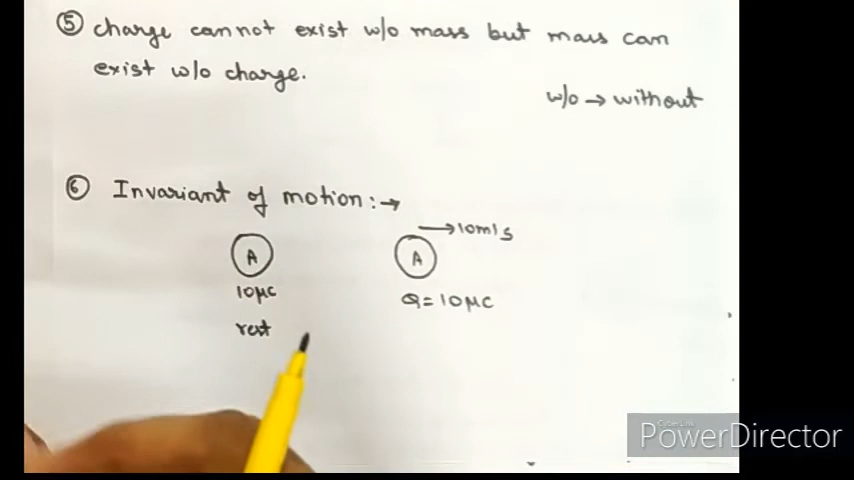 ⑤ charge cannot exist w/o mass but mass can
exist w/o charge.
w/o → without
⑥ Invariant of motion :→
→ 10m/s
A A
10μc Q = 10μc
rest
CyberLink
PowerDirector